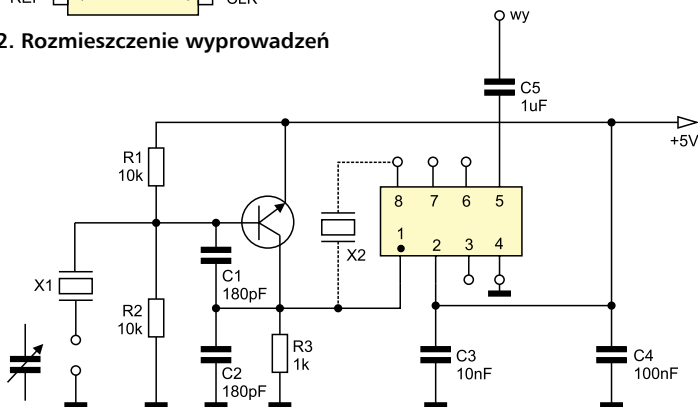 CLK
2. Rozmieszczenie wyprowadzeń
wy
C5
1uF
+5V
R1
10k
8 7 6 5
1 2 3 4
X2
X1
C1
180pF
R2
10k
R3
1k
C2
180pF
C3
10nF
C4
100nF